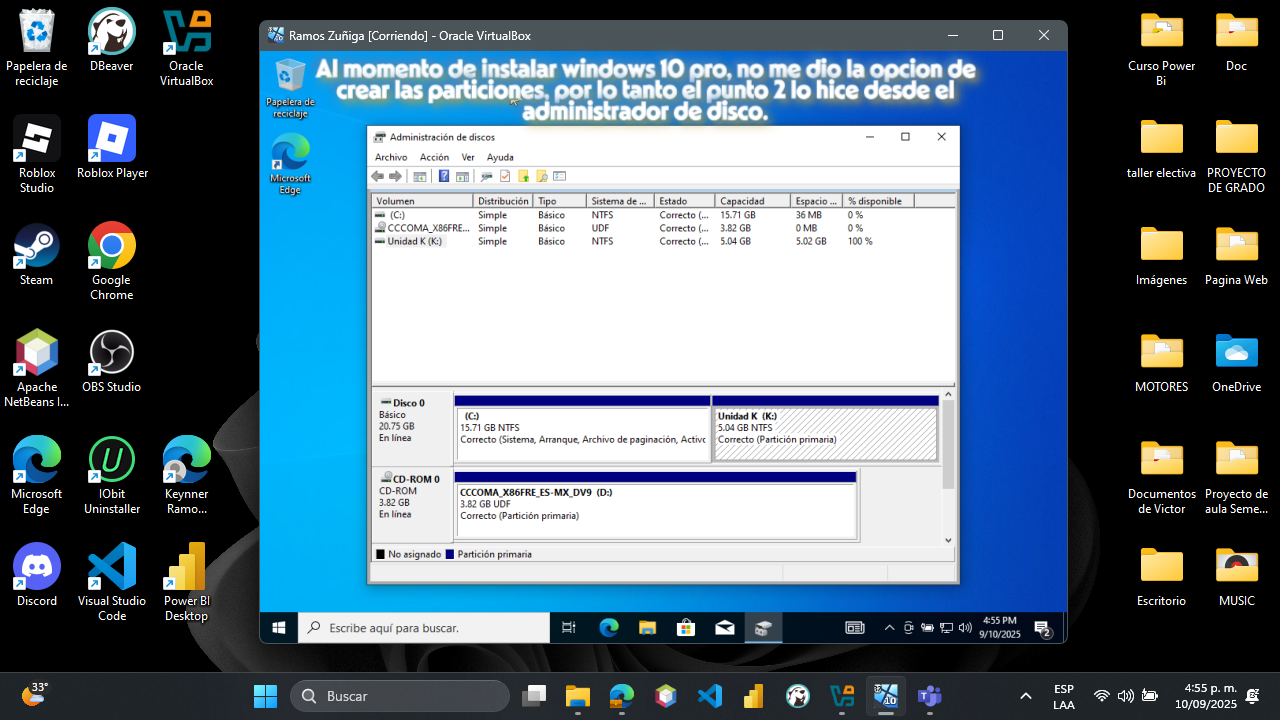 Papelera de reciclaje
DBeaver
Oracle VirtualBox
Roblox Studio
Roblox Player
Steam
Google Chrome
Apache NetBeans I...
OBS Studio
Microsoft Edge
IObit Uninstaller
Keynner Ramo...
Discord
Visual Studio Code
Power BI Desktop
Ramos Zuñiga [Corriendo] - Oracle VirtualBox
Papelera de reciclaje
Microsoft Edge
Al momento de instalar windows 10 pro, no me dio la opcion de
crear las particiones, por lo tanto el punto 2 lo hice desde el
administrador de disco.
Administración de discos
Archivo Acción Ver Ayuda
Volumen Distribución Tipo Sistema de ... Estado Capacidad Espacio ... % disponible
(C:) Simple Básico NTFS Correcto (... 15.71 GB 36 MB 0 %
CCCOMA_X86FRE... Simple Básico UDF Correcto (... 3.82 GB 0 MB 0 %
Unidad K (K:) Simple Básico NTFS Correcto (... 5.04 GB 5.02 GB 100 %
Disco 0
Básico
20.75 GB
En línea
(C:)
15.71 GB NTFS
Correcto (Sistema, Arranque, Archivo de paginación, Activo
Unidad K (K:)
5.04 GB NTFS
Correcto (Partición primaria)
CD-ROM 0
CD-ROM
3.82 GB
En línea
CCCOMA_X86FRE_ES-MX_DV9 (D:)
3.82 GB UDF
Correcto (Partición primaria)
No asignado Partición primaria
Escribe aquí para buscar.
4:55 PM
9/10/2025
2
Curso Power Bi
Doc
taller electiva
PROYECTO DE GRADO
Imágenes
Pagina Web
MOTORES
OneDrive
Documentos de Victor
Proyecto de aula Seme...
Escritorio
MUSIC
33°
Buscar
ESP
LAA
4:55 p. m.
10/09/2025